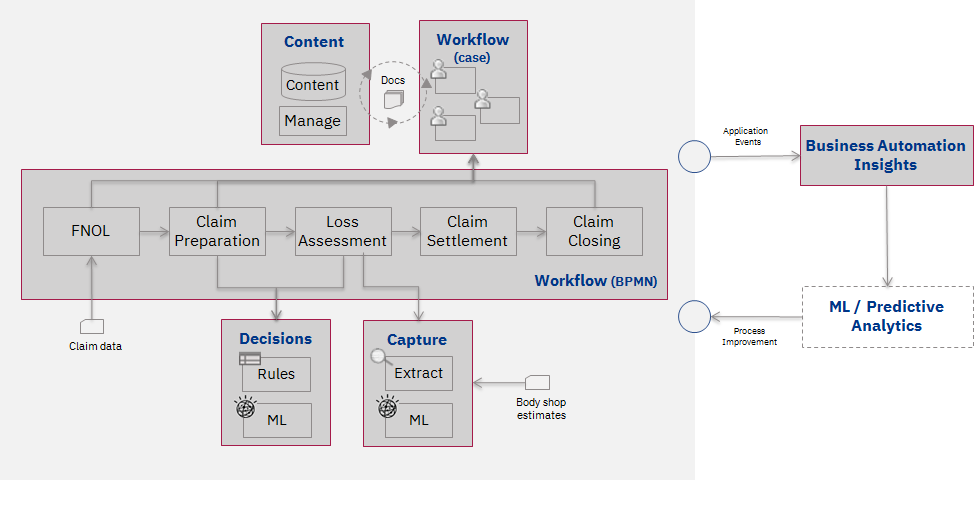 Content
Content
Manage
Docs
Workflow
(case)
Application
Events
Business Automation
Insights
FNOL
Claim
Preparation
Loss
Assessment
Claim
Settlement
Claim
Closing
Workflow (BPMN)
ML / Predictive
Analytics
Process
Improvement
Claim data
Decisions
Rules
ML
Capture
Extract
ML
Body shop
estimates